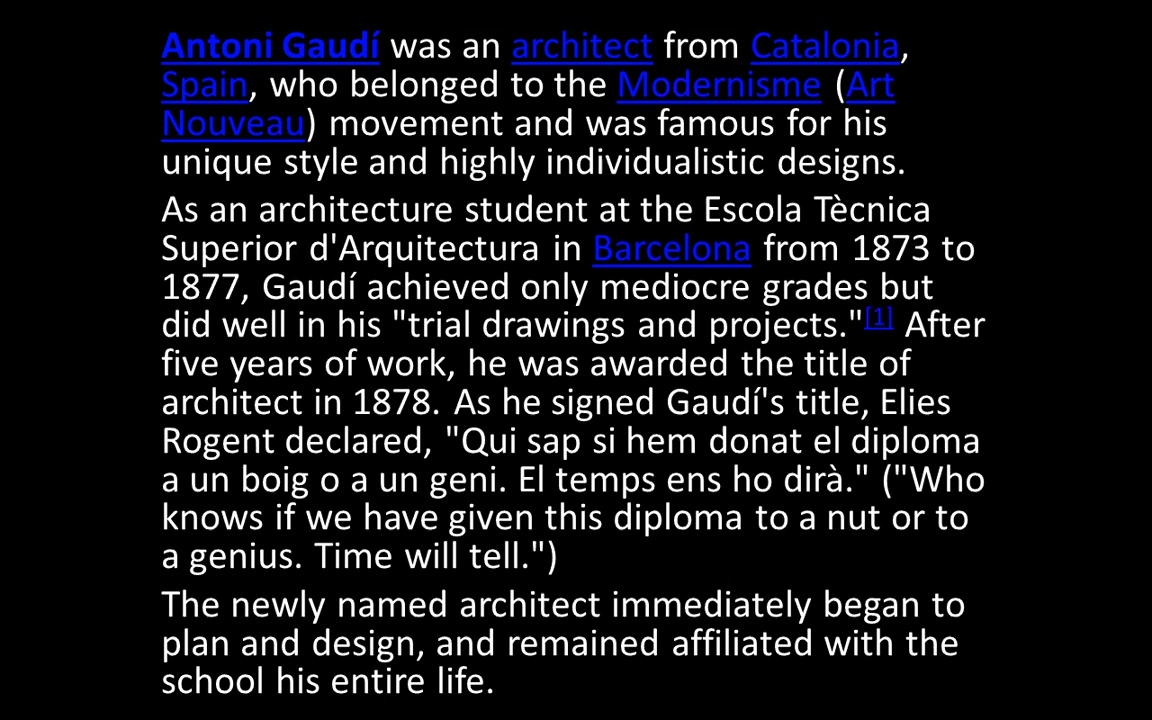 Antoni Gaudí was an architect from Catalonia,
Spain, who belonged to the Modernisme (Art
Nouveau) movement and was famous for his
unique style and highly individualistic designs.
As an architecture student at the Escola Tècnica
Superior d'Arquitectura in Barcelona from 1873 to
1877, Gaudí achieved only mediocre grades but
did well in his "trial drawings and projects."[1] After
five years of work, he was awarded the title of
architect in 1878. As he signed Gaudí's title, Elies
Rogent declared, "Qui sap si hem donat el diploma
a un boig o a un geni. El temps ens ho dirà." ("Who
knows if we have given this diploma to a nut or to
a genius. Time will tell.")
The newly named architect immediately began to
plan and design, and remained affiliated with the
school his entire life.